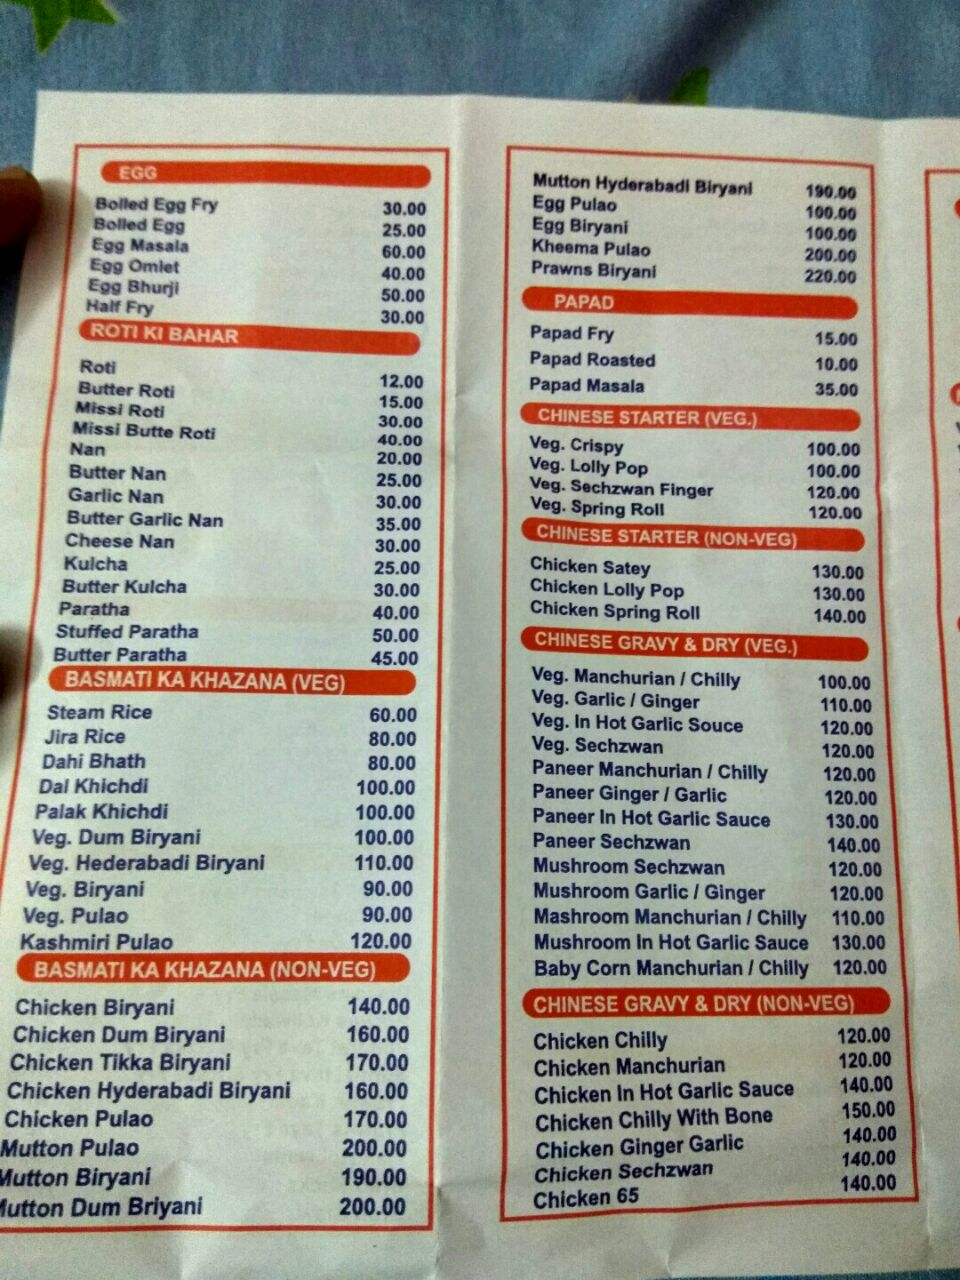 EGG
Boiled Egg Fry 30.00
Boiled Egg 25.00
Egg Masala 60.00
Egg Omlet 40.00
Egg Bhurji 50.00
Half Fry 30.00
ROTI KI BAHAR
Roti 12.00
Butter Roti 15.00
Missi Roti 30.00
Missi Butte Roti 40.00
Nan 20.00
Butter Nan 25.00
Garlic Nan 30.00
Butter Garlic Nan 35.00
Cheese Nan 30.00
Kulcha 25.00
Butter Kulcha 30.00
Paratha 40.00
Stuffed Paratha 50.00
Butter Paratha 45.00
BASMATI KA KHAZANA (VEG)
Steam Rice 60.00
Jira Rice 80.00
Dahi Bhath 80.00
Dal Khichdi 100.00
Palak Khichdi 100.00
Veg. Dum Biryani 100.00
Veg. Hederabadi Biryani 110.00
Veg. Biryani 90.00
Veg. Pulao 90.00
Kashmiri Pulao 120.00
BASMATI KA KHAZANA (NON-VEG)
Chicken Biryani 140.00
Chicken Dum Biryani 160.00
Chicken Tikka Biryani 170.00
Chicken Hyderabadi Biryani 160.00
Chicken Pulao 170.00
Mutton Pulao 200.00
Mutton Biryani 190.00
Mutton Dum Briyani 200.00
Mutton Hyderabadi Biryani 190.00
Egg Pulao 100.00
Egg Biryani 100.00
Kheema Pulao 200.00
Prawns Biryani 220.00
PAPAD
Papad Fry 15.00
Papad Roasted 10.00
Papad Masala 35.00
CHINESE STARTER (VEG.)
Veg. Crispy 100.00
Veg. Lolly Pop 100.00
Veg. Sechzwan Finger 120.00
Veg. Spring Roll 120.00
CHINESE STARTER (NON-VEG)
Chicken Satey 130.00
Chicken Lolly Pop 130.00
Chicken Spring Roll 140.00
CHINESE GRAVY & DRY (VEG.)
Veg. Manchurian / Chilly 100.00
Veg. Garlic / Ginger 110.00
Veg. In Hot Garlic Souce 120.00
Veg. Sechzwan 120.00
Paneer Manchurian / Chilly 120.00
Paneer Ginger / Garlic 120.00
Paneer In Hot Garlic Sauce 130.00
Paneer Sechzwan 140.00
Mushroom Sechzwan 120.00
Mushroom Garlic / Ginger 120.00
Mashroom Manchurian / Chilly 110.00
Mushroom In Hot Garlic Sauce 130.00
Baby Corn Manchurian / Chilly 120.00
CHINESE GRAVY & DRY (NON-VEG)
Chicken Chilly 120.00
Chicken Manchurian 120.00
Chicken In Hot Garlic Sauce 140.00
Chicken Chilly With Bone 150.00
Chicken Ginger Garlic 140.00
Chicken Sechzwan 140.00
Chicken 65 140.00